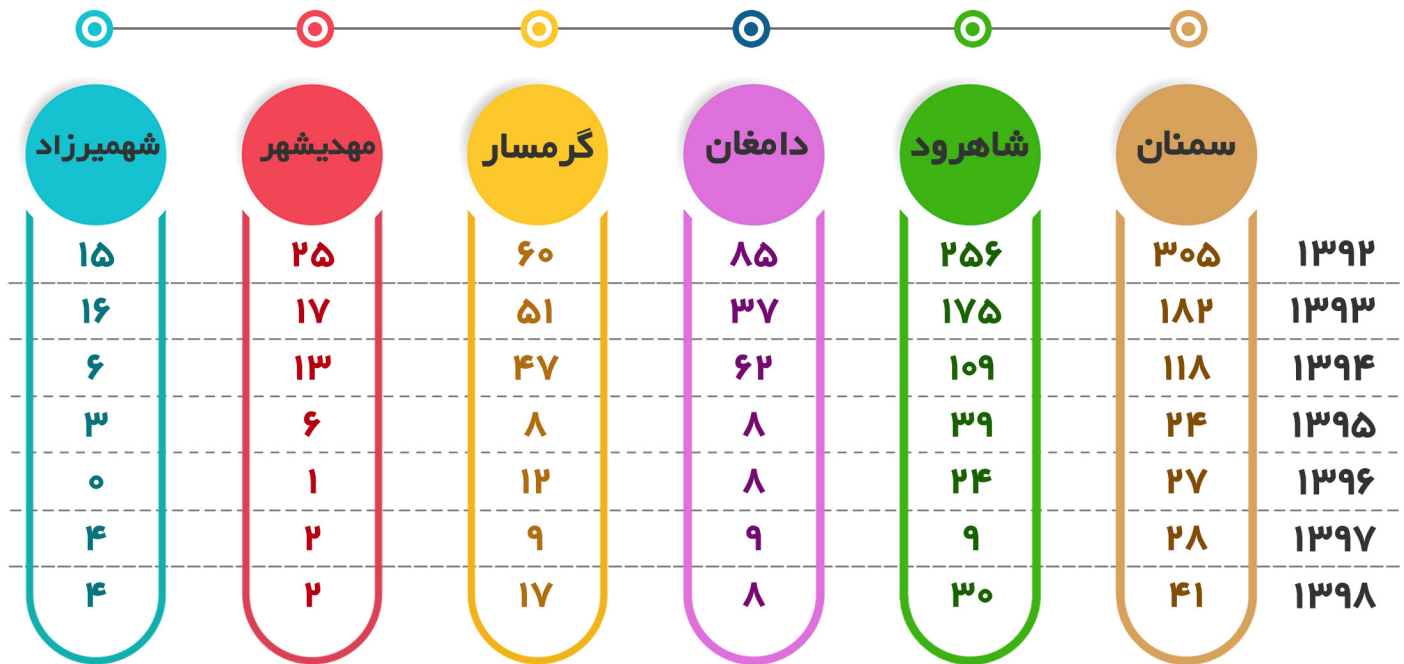 سمنان شاهرود دامغان گرمسار مهدیشهر شهمیرزاد
۱۳۹۲ ۳۰۵ ۲۵۶ ۸۵ ۶۰ ۲۵ ۱۵
۱۳۹۳ ۱۸۲ ۱۷۵ ۳۷ ۵۱ ۱۷ ۱۶
۱۳۹۴ ۱۱۸ ۱۰۹ ۶۲ ۴۷ ۱۳ ۶
۱۳۹۵ ۲۴ ۳۹ ۸ ۸ ۶ ۳
۱۳۹۶ ۲۷ ۲۴ ۸ ۱۲ ۱ ۰
۱۳۹۷ ۲۸ ۹ ۹ ۹ ۲ ۴
۱۳۹۸ ۴۱ ۳۰ ۸ ۱۷ ۲ ۴